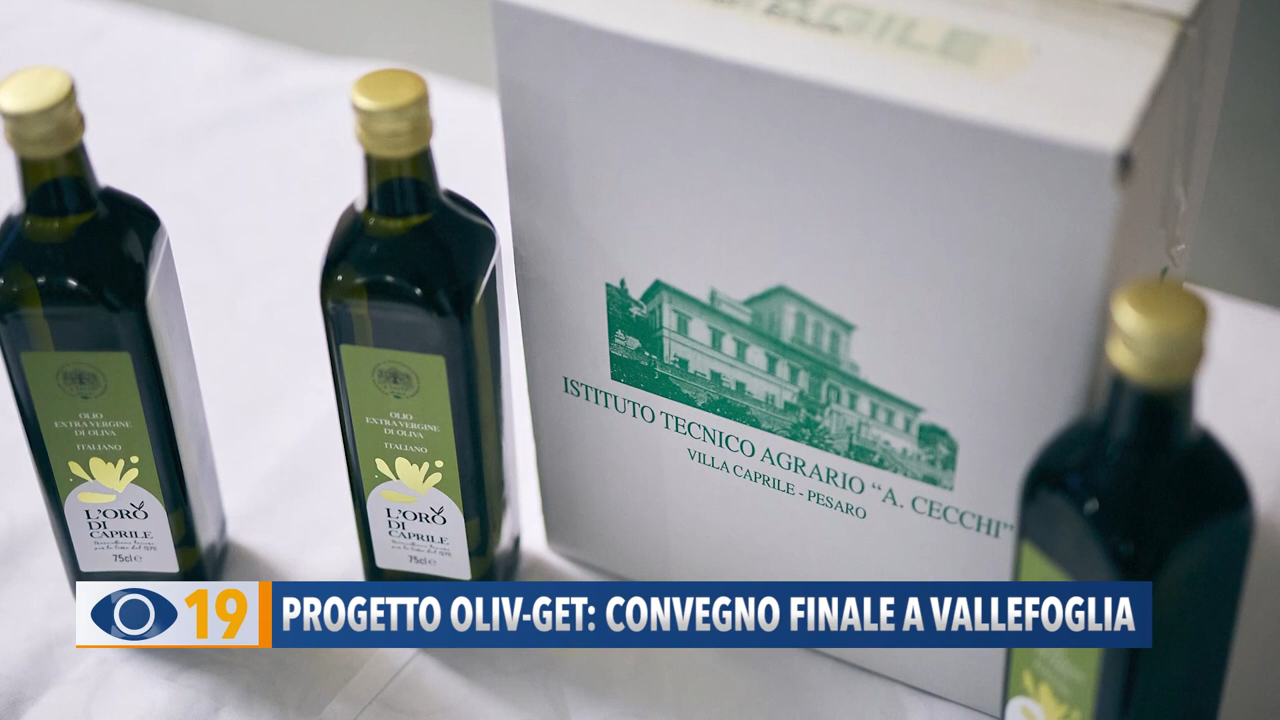 OLIO
EXTRA VERGINE
DI OLIVA
ITALIANO
L'ORO
DI
CAPRILE
75cl e
OLIO
EXTRA VERGINE
DI OLIVA
ITALIANO
L'ORO
DI
CAPRILE
75cl e
ISTITUTO TECNICO AGRARIO “A. CECCHI”
VILLA CAPRILE - PESARO
19
PROGETTO OLIV-GET: CONVEGNO FINALE A VALLEFOGLIA